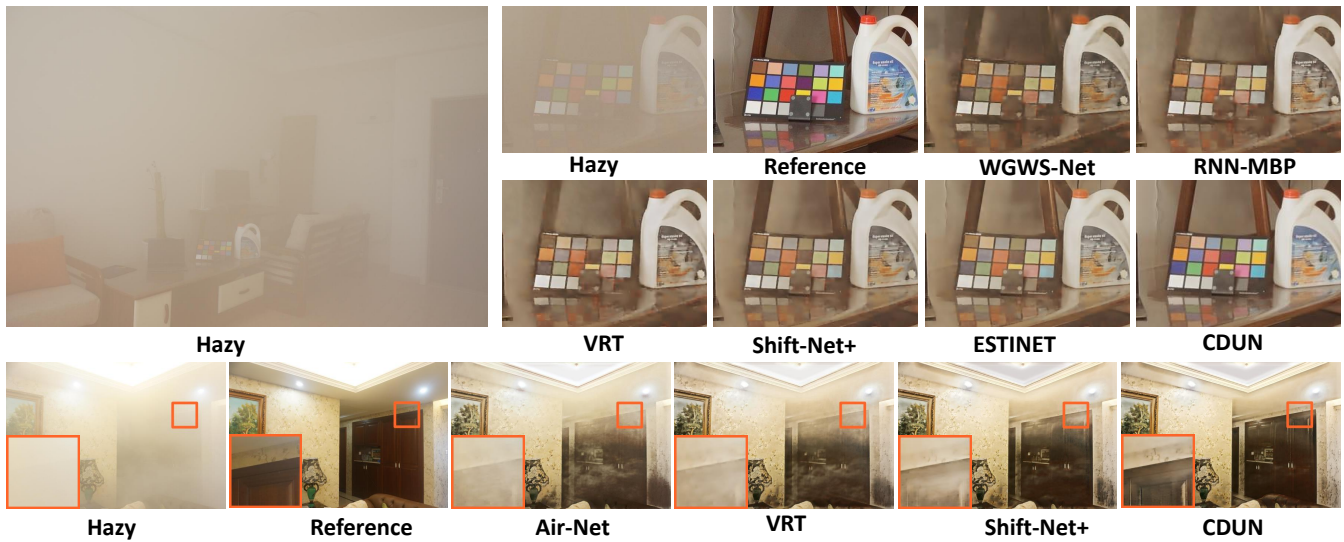 Hazy
Reference
WGWS-Net
RNN-MBP
VRT
Shift-Net+
ESTINET
CDUN
Hazy
Hazy
Reference
Air-Net
VRT
Shift-Net+
CDUN